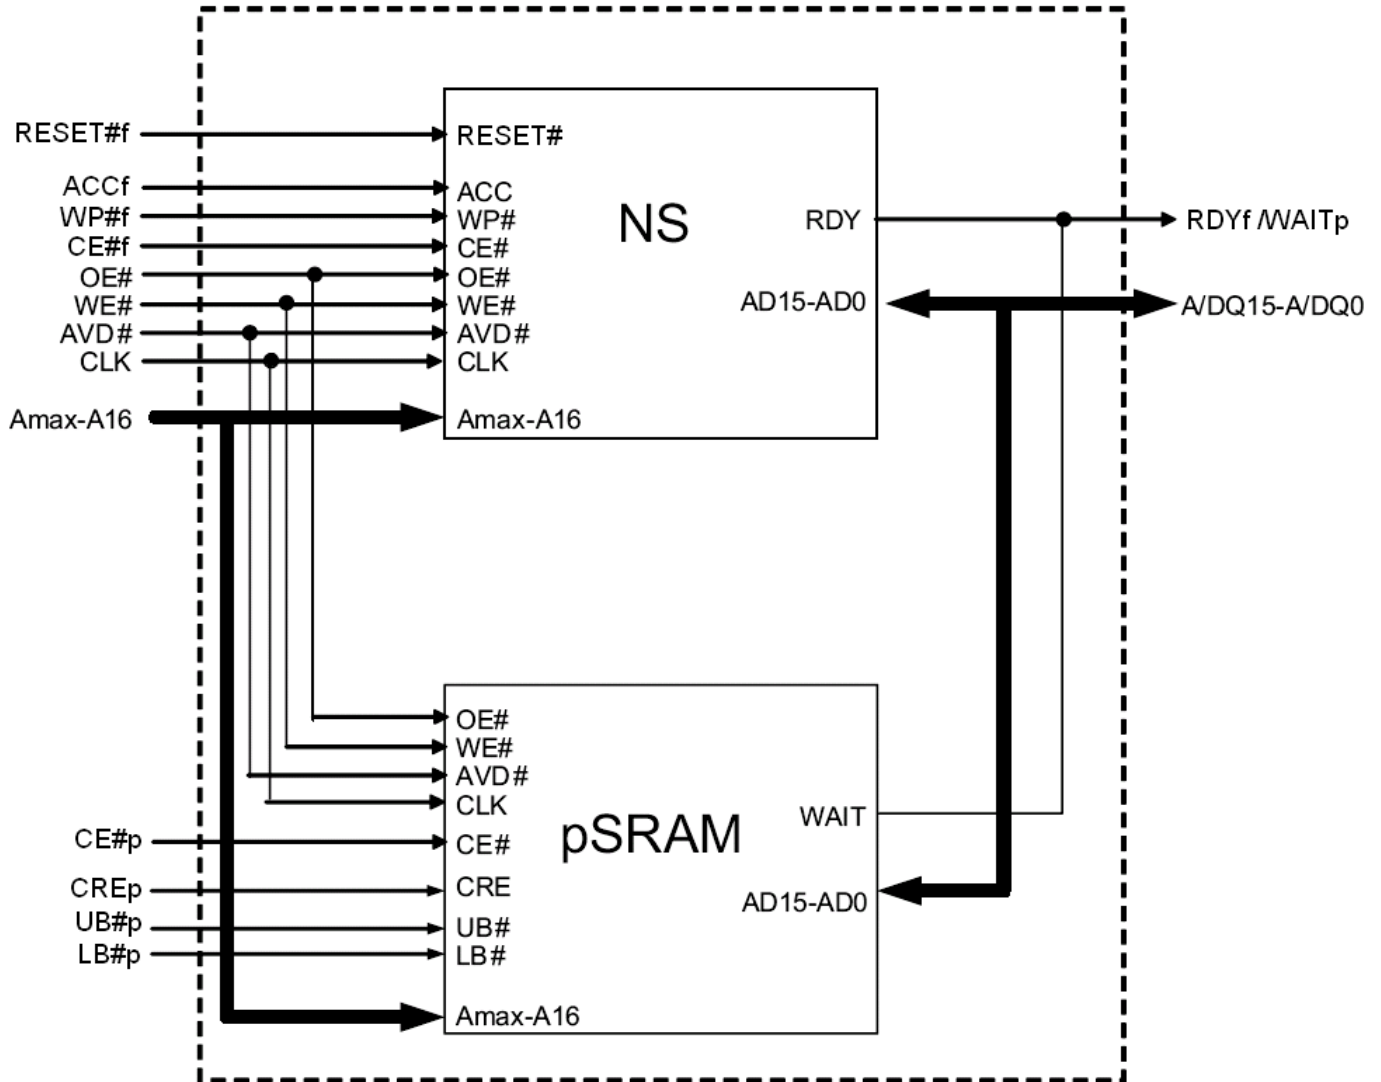 RESET#f
ACCf
WP#f
CE#f
OE#
WE#
AVD#
CLK
Amax-A16
RESET#
ACC
WP#
CE#
OE#
WE#
AVD#
CLK
Amax-A16
NS
RDY
AD15-AD0
RDYf /WAITp
A/DQ15-A/DQ0
CE#p
CREp
UB#p
LB#p
OE#
WE#
AVD#
CLK
CE#
CRE
UB#
LB#
Amax-A16
pSRAM
WAIT
AD15-AD0